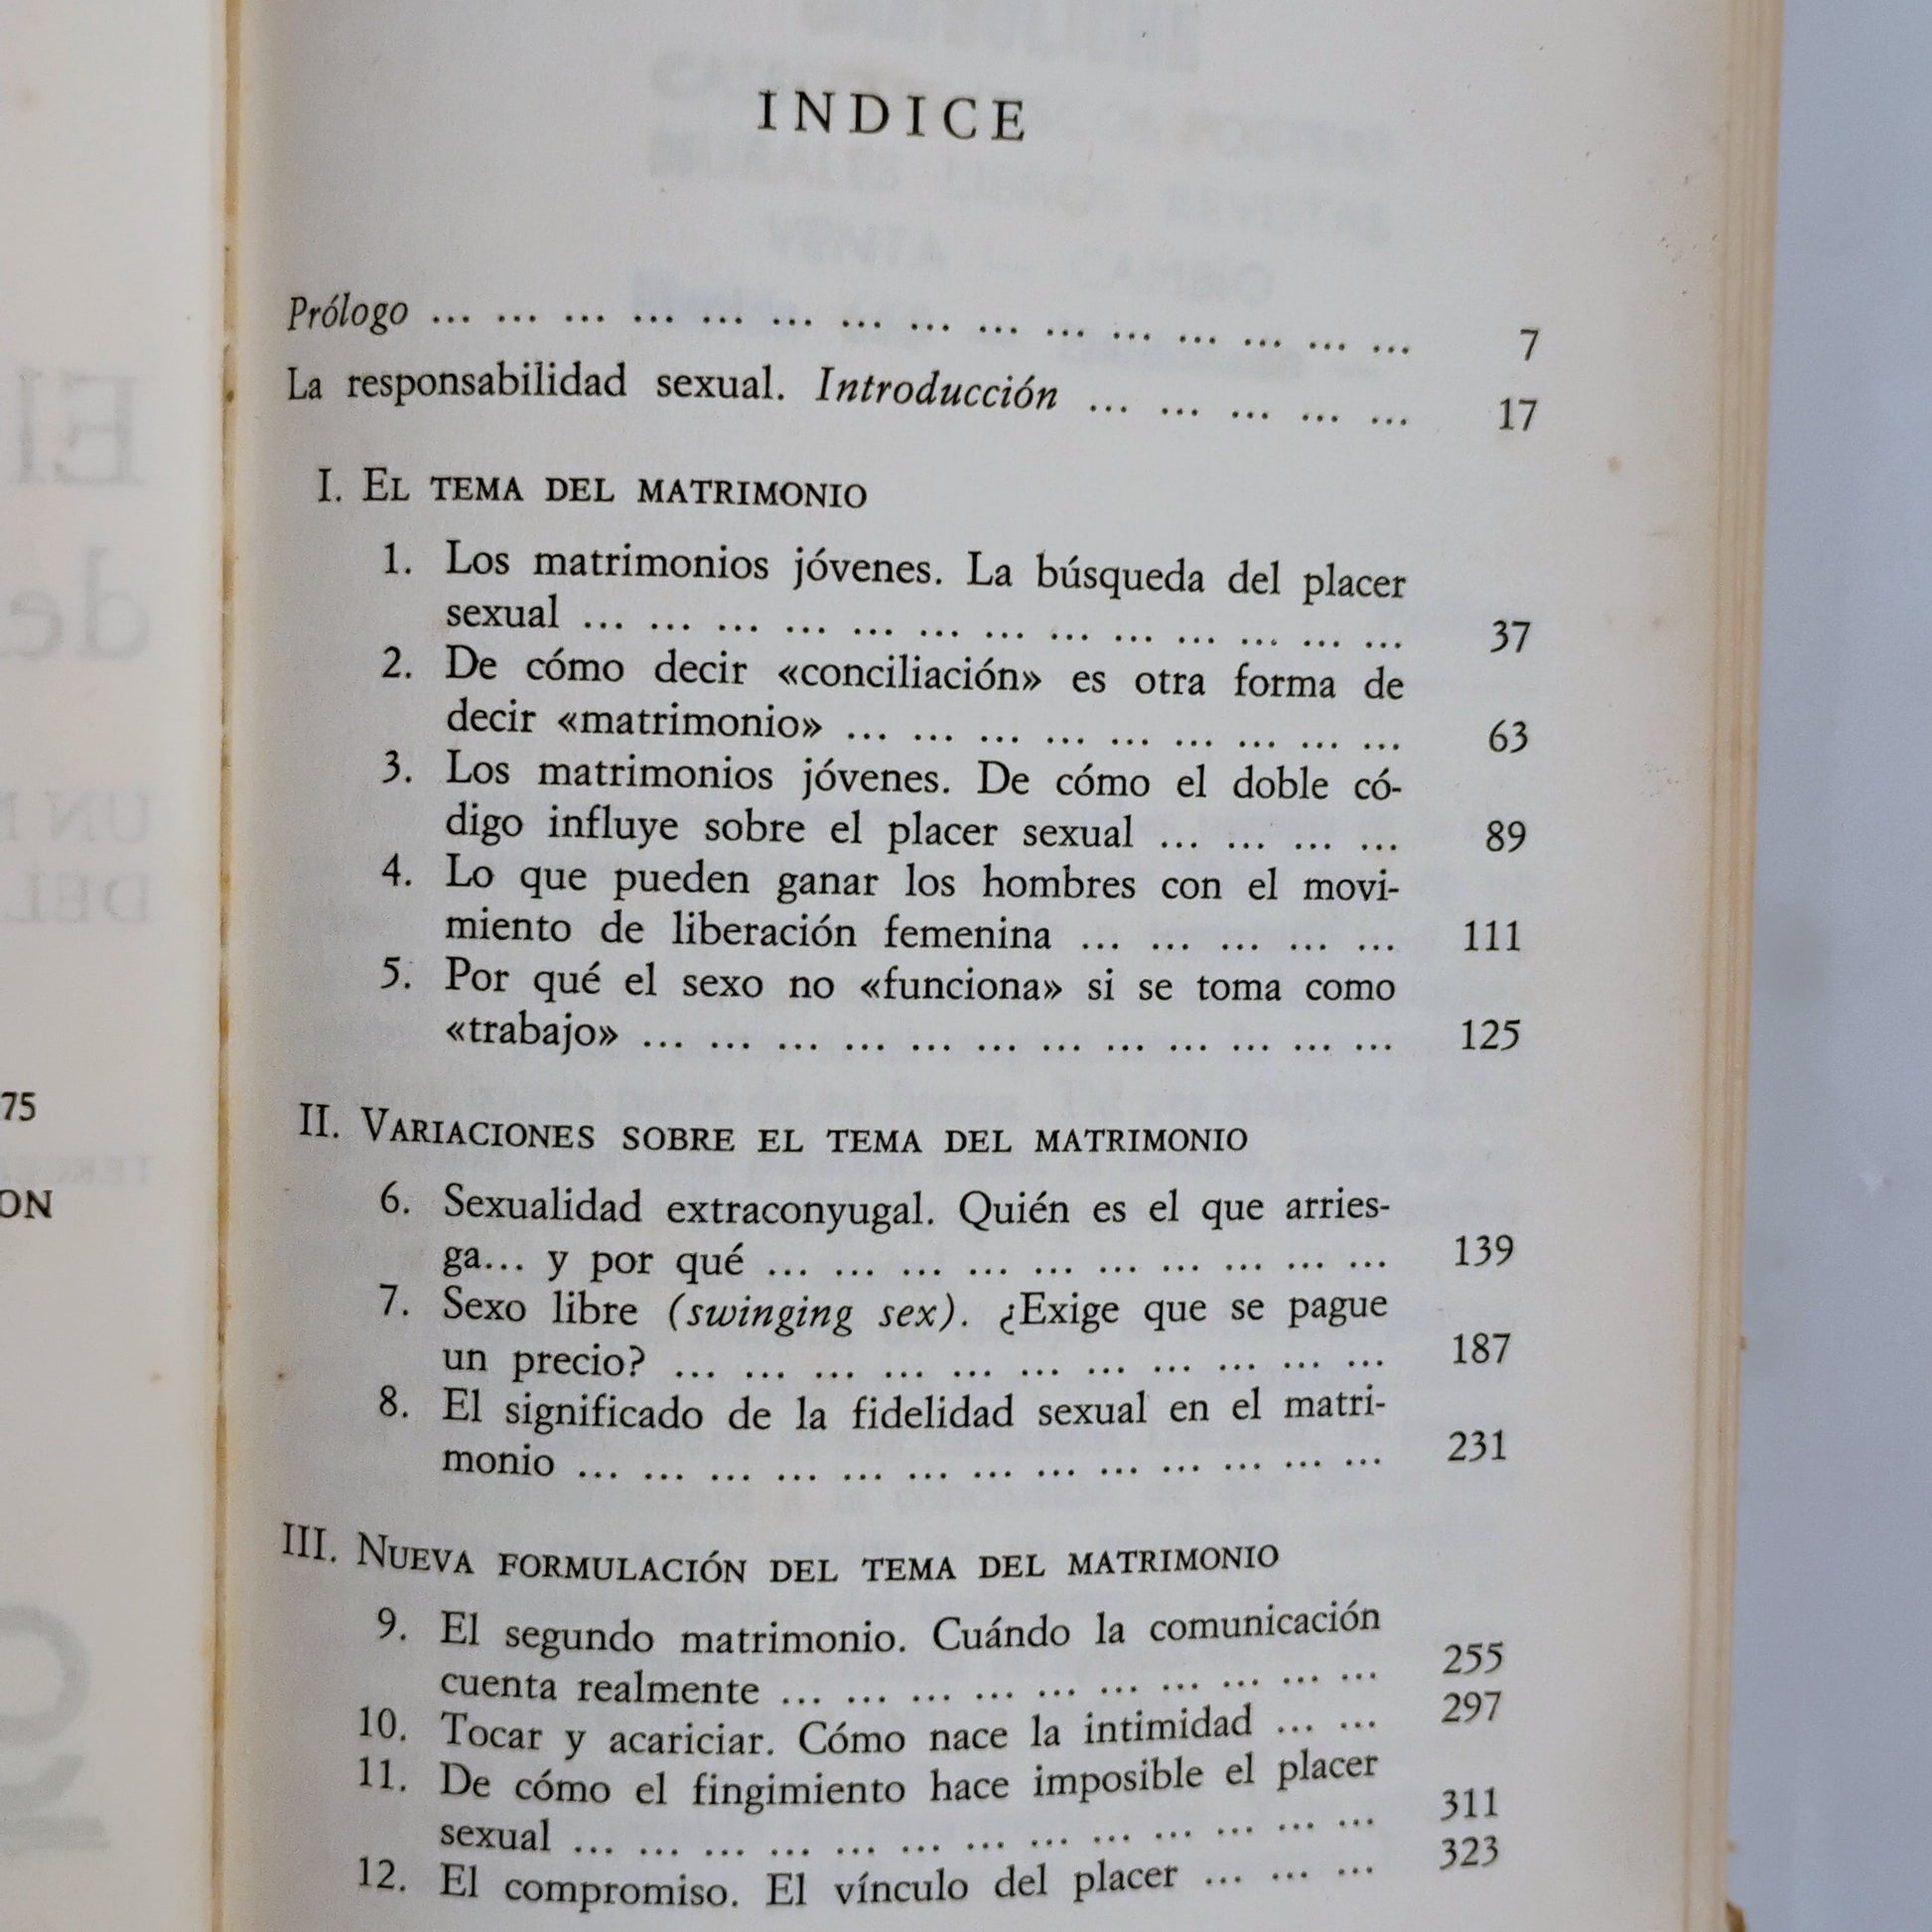 INDICE
Prólogo ... ... ... ... ... ... ... ... ... ... ... ... ... ... ... 7
La responsabilidad sexual. Introducción ... ... ... ... ... 17
I. EL TEMA DEL MATRIMONIO
1. Los matrimonios jóvenes. La búsqueda del placer
sexual ... ... ... ... ... ... ... ... ... ... ... ... ... 37
2. De cómo decir «conciliación» es otra forma de
decir «matrimonio» ... ... ... ... ... ... ... ... ... 63
3. Los matrimonios jóvenes. De cómo el doble có-
digo influye sobre el placer sexual ... ... ... ... 89
4. Lo que pueden ganar los hombres con el movi-
miento de liberación femenina ... ... ... ... ... 111
5. Por qué el sexo no «funciona» si se toma como
«trabajo» ... ... ... ... ... ... ... ... ... ... ... ... 125
II. VARIACIONES SOBRE EL TEMA DEL MATRIMONIO
6. Sexualidad extraconyugal. Quién es el que arries-
ga... y por qué ... ... ... ... ... ... ... ... ... ... 139
7. Sexo libre (swinging sex). ¿Exige que se pague
un precio? ... ... ... ... ... ... ... ... ... ... ... 187
8. El significado de la fidelidad sexual en el matri-
monio ... ... ... ... ... ... ... ... ... ... ... ... ... 231
III. NUEVA FORMULACIÓN DEL TEMA DEL MATRIMONIO
9. El segundo matrimonio. Cuándo la comunicación
cuenta realmente ... ... ... ... ... ... ... ... ... ... 255
10. Tocar y acariciar. Cómo nace la intimidad ... ... 297
11. De cómo el fingimiento hace imposible el placer
sexual ... ... ... ... ... ... ... ... ... ... ... ... ... 311
12. El compromiso. El vínculo del placer ... ... ... 323
75
ON